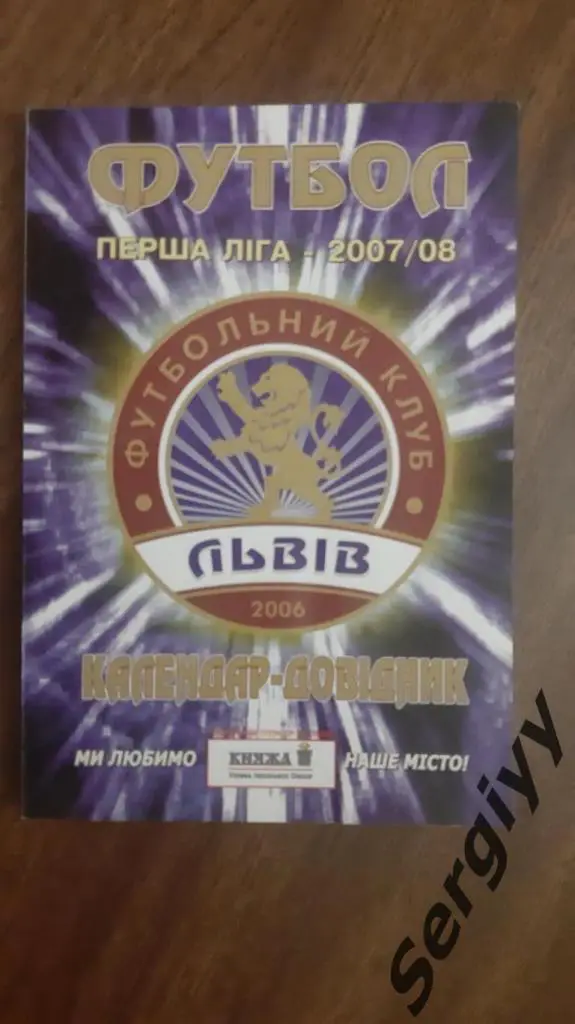 ФУТБОЛ
ПЕРША ЛІГА - 2007/08
ФУТБОЛЬНИЙ КЛУБ
ЛЬВІВ
2006
КАЛЕНДАР-ДОВІДНИК
МИ ЛЮБИМО
КНЯЖА
НАШЕ МІСТО!
Sergiyy